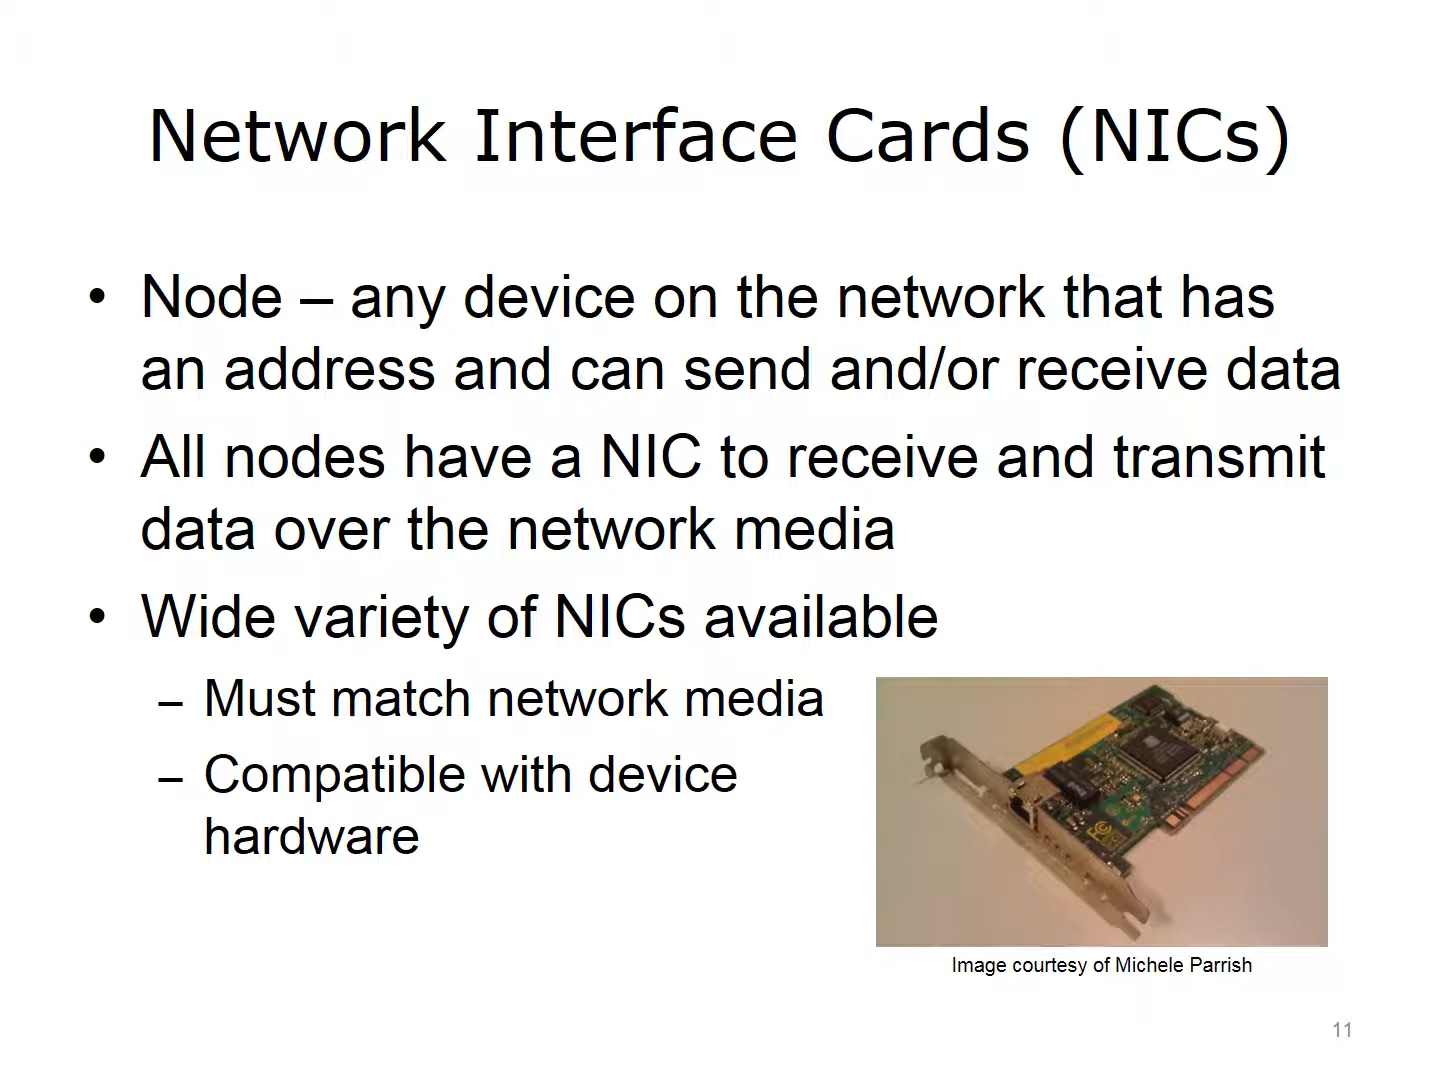 Network Interface Cards (NICs)
• Node – any device on the network that has
an address and can send and/or receive data
• All nodes have a NIC to receive and transmit
data over the network media
• Wide variety of NICs available
– Must match network media
– Compatible with device
hardware
Image courtesy of Michele Parrish
11